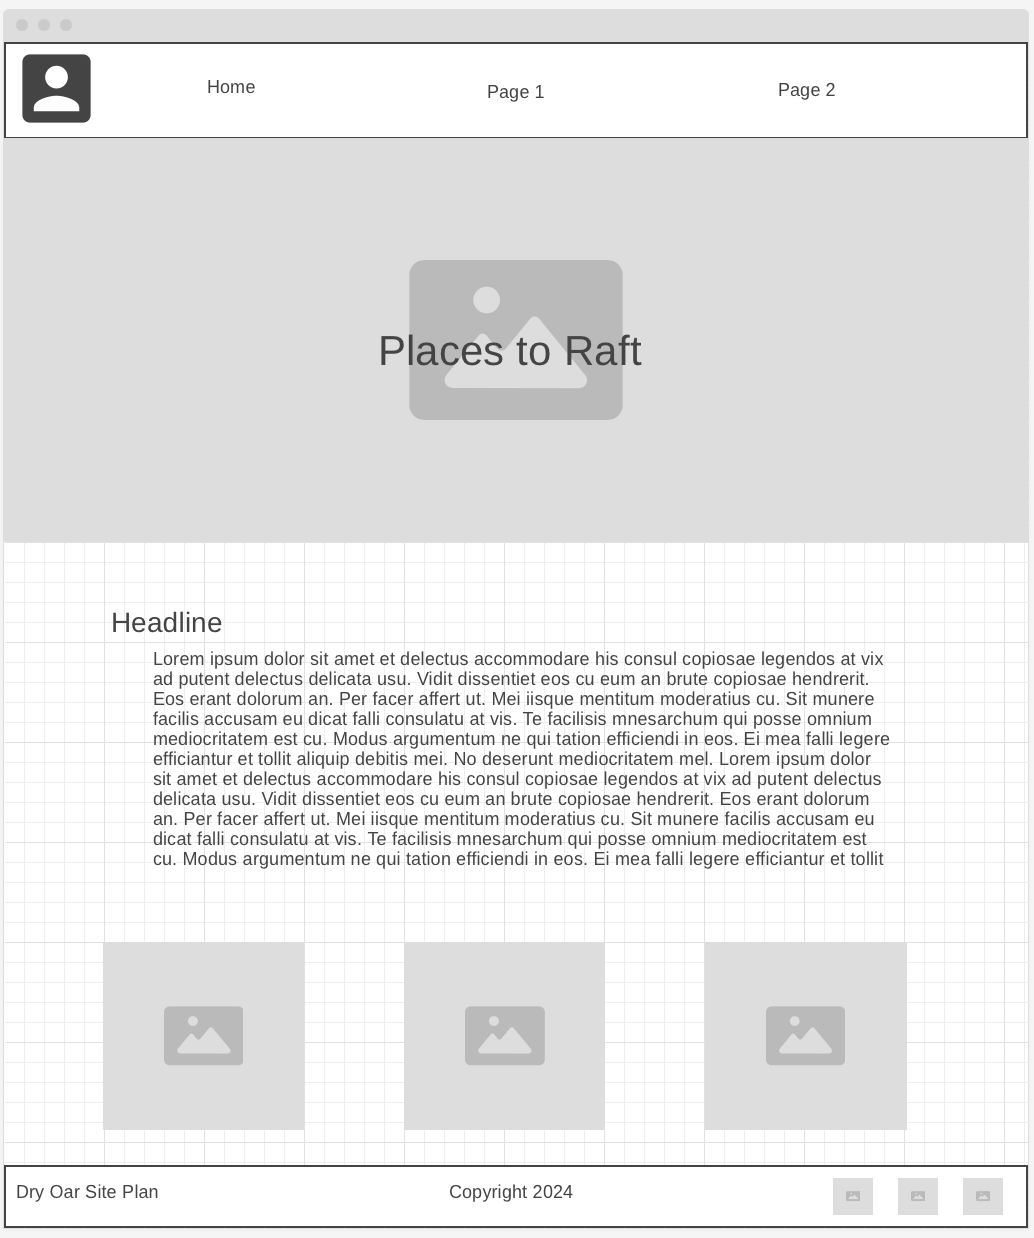 Home
Page 1
Page 2
Places to Raft
Headline
Lorem ipsum dolor sit amet et delectus accommodare his consul copiosae legendos at vix
ad putent delectus delicata usu. Vidit dissentiet eos cu eum an brute copiosae hendrerit.
Eos erant dolorum an. Per facer affert ut. Mei iisque mentitum moderatius cu. Sit munere
facilis accusam eu dicat falli consulatu at vis. Te facilisis mnesarchum qui posse omnium
mediocritatem est cu. Modus argumentum ne qui tation efficiendi in eos. Ei mea falli legere
efficiantur et tollit aliquip debitis mei. No deserunt mediocritatem mel. Lorem ipsum dolor
sit amet et delectus accommodare his consul copiosae legendos at vix ad putent delectus
delicata usu. Vidit dissentiet eos cu eum an brute copiosae hendrerit. Eos erant dolorum
an. Per facer affert ut. Mei iisque mentitum moderatius cu. Sit munere facilis accusam eu
dicat falli consulatu at vis. Te facilisis mnesarchum qui posse omnium mediocritatem est
cu. Modus argumentum ne qui tation efficiendi in eos. Ei mea falli legere efficiantur et tollit
Dry Oar Site Plan
Copyright 2024